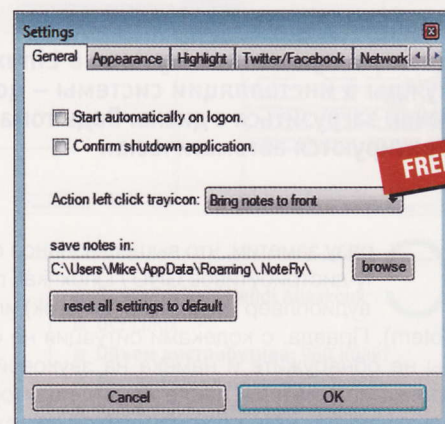 Settings
General Appearance Highlight Twitter/Facebook Network
Start automatically on logon.
Confirm shutdown application.
FREE
Action left click trayicon: Bring notes to front
save notes in:
C:\Users\Mike\AppData\Roaming\.NoteFly\ browse
reset all settings to default
Cancel OK